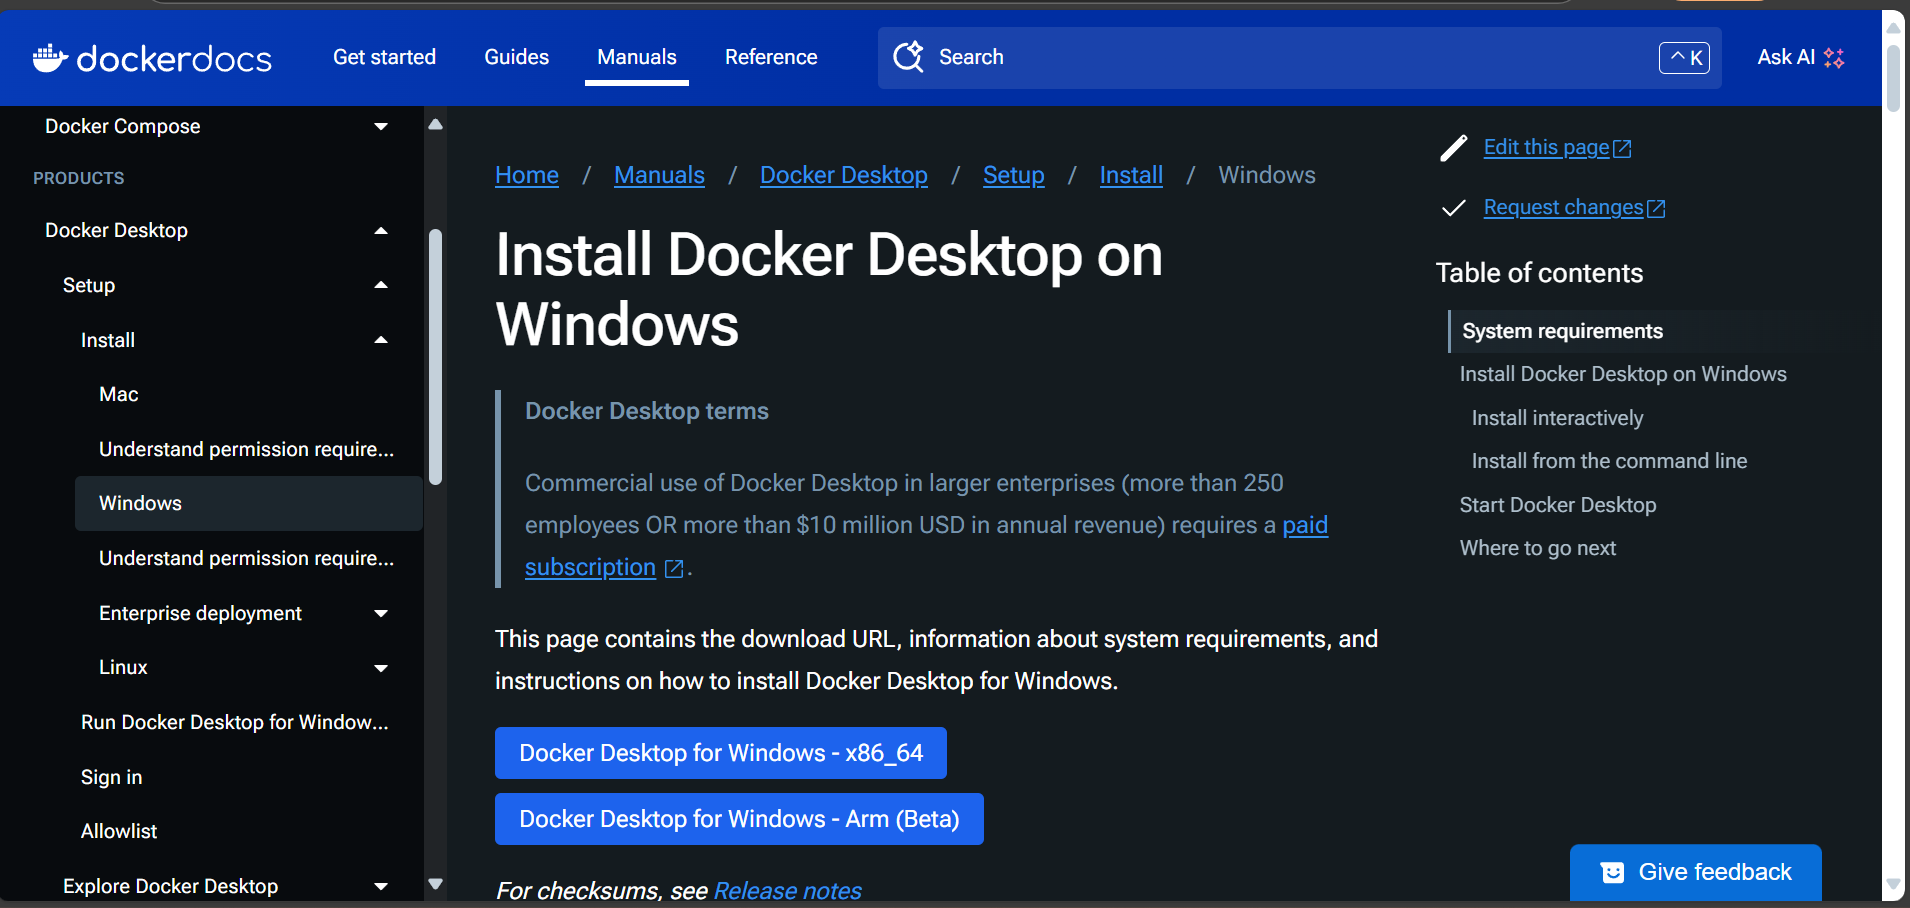 dockerdocs
Get started
Guides
Manuals
Reference
Search
^ K
Ask AI
Docker Compose
PRODUCTS
Docker Desktop
Setup
Install
Mac
Understand permission require...
Windows
Understand permission require...
Enterprise deployment
Linux
Run Docker Desktop for Window...
Sign in
Allowlist
Explore Docker Desktop
Home / Manuals / Docker Desktop / Setup / Install / Windows
Install Docker Desktop on
Windows
Docker Desktop terms
Commercial use of Docker Desktop in larger enterprises (more than 250
employees OR more than $10 million USD in annual revenue) requires a paid
subscription .
This page contains the download URL, information about system requirements, and
instructions on how to install Docker Desktop for Windows.
Docker Desktop for Windows - x86_64
Docker Desktop for Windows - Arm (Beta)
For checksums, see Release notes
Edit this page
Request changes
Table of contents
System requirements
Install Docker Desktop on Windows
Install interactively
Install from the command line
Start Docker Desktop
Where to go next
Give feedback